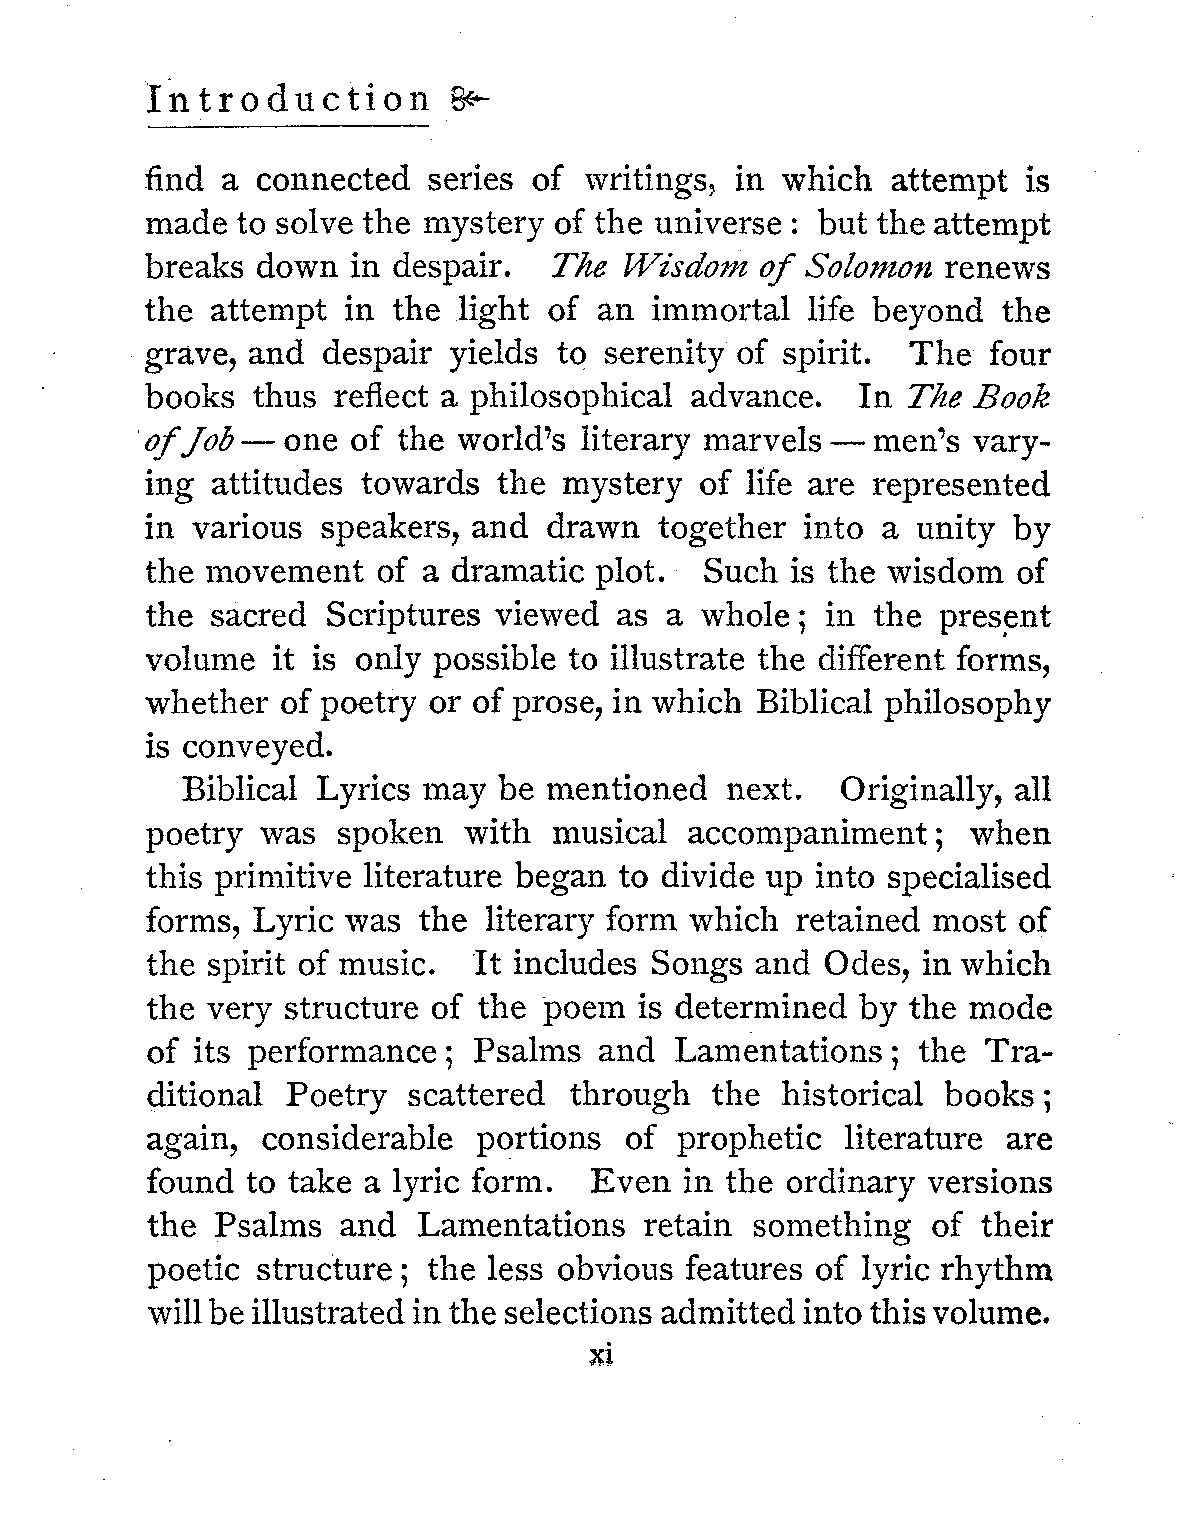 Introduction
find a connected series of writings, in which attempt is
made to solve the mystery of the universe : but the attempt
breaks down in despair. The Wisdom of Solomon renews
the attempt in the light of an immortal life beyond the
grave, and despair yields to serenity of spirit. The four
books thus reflect a philosophical advance. In The Book
of Job — one of the world's literary marvels — men's vary-
ing attitudes towards the mystery of life are represented
in various speakers, and drawn together into a unity by
the movement of a dramatic plot. Such is the wisdom of
the sacred Scriptures viewed as a whole ; in the present
volume it is only possible to illustrate the different forms,
whether of poetry or of prose, in which Biblical philosophy
is conveyed.
Biblical Lyrics may be mentioned next. Originally, all
poetry was spoken with musical accompaniment ; when
this primitive literature began to divide up into specialised
forms, Lyric was the literary form which retained most of
the spirit of music. It includes Songs and Odes, in which
the very structure of the poem is determined by the mode
of its performance ; Psalms and Lamentations ; the Tra-
ditional Poetry scattered through the historical books ;
again, considerable portions of prophetic literature are
found to take a lyric form. Even in the ordinary versions
the Psalms and Lamentations retain something of their
poetic structure ; the less obvious features of lyric rhythm
will be illustrated in the selections admitted into this volume.
xi